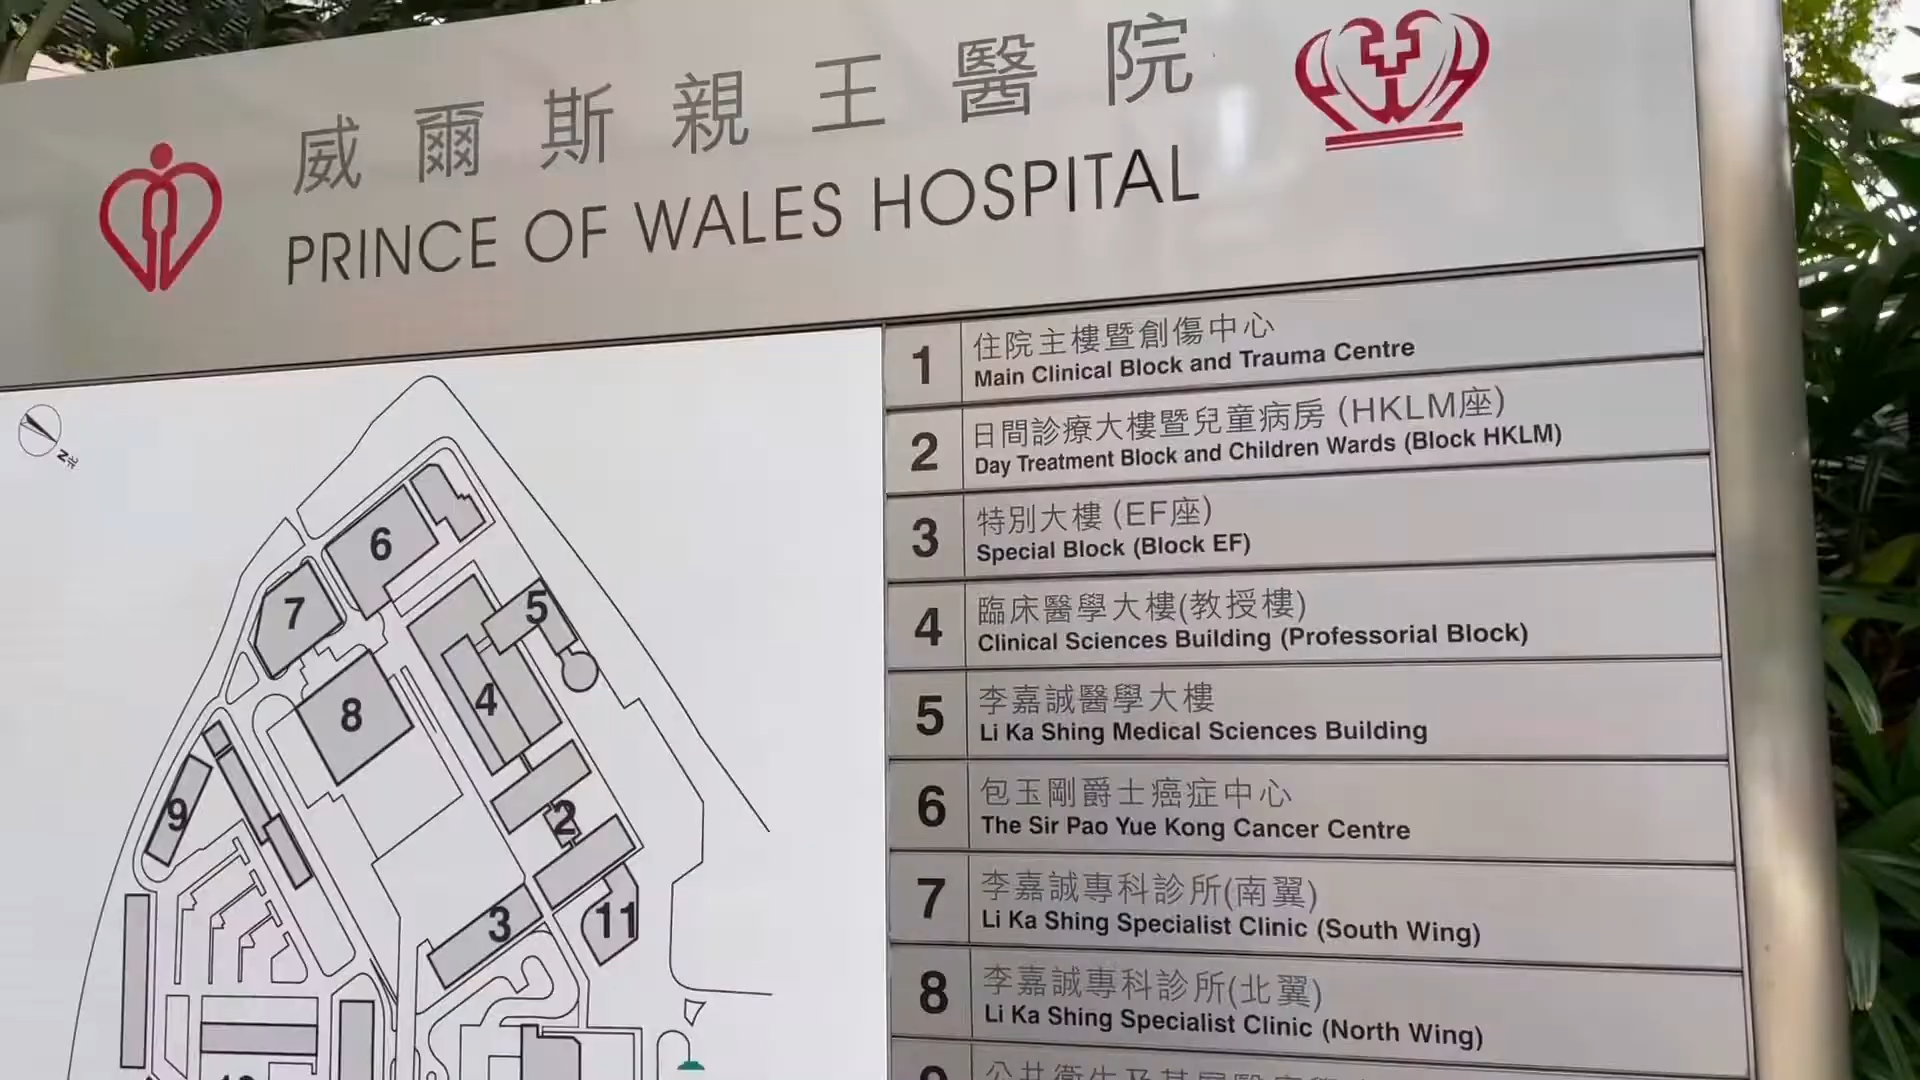 威爾斯親王醫院
PRINCE OF WALES HOSPITAL
1
住院主樓暨創傷中心
Main Clinical Block and Trauma Centre
2
日間診療大樓暨兒童病房 (HKLM座)
Day Treatment Block and Children Wards (Block HKLM)
3
特別大樓 (EF座)
Special Block (Block EF)
4
臨床醫學大樓(教授樓)
Clinical Sciences Building (Professorial Block)
5
李嘉誠醫學大樓
Li Ka Shing Medical Sciences Building
6
包玉剛爵士癌症中心
The Sir Pao Yue Kong Cancer Centre
7
李嘉誠專科診所(南翼)
Li Ka Shing Specialist Clinic (South Wing)
8
李嘉誠專科診所(北翼)
Li Ka Shing Specialist Clinic (North Wing)
9
N北
6
5
7
4
8
9
2
3
11